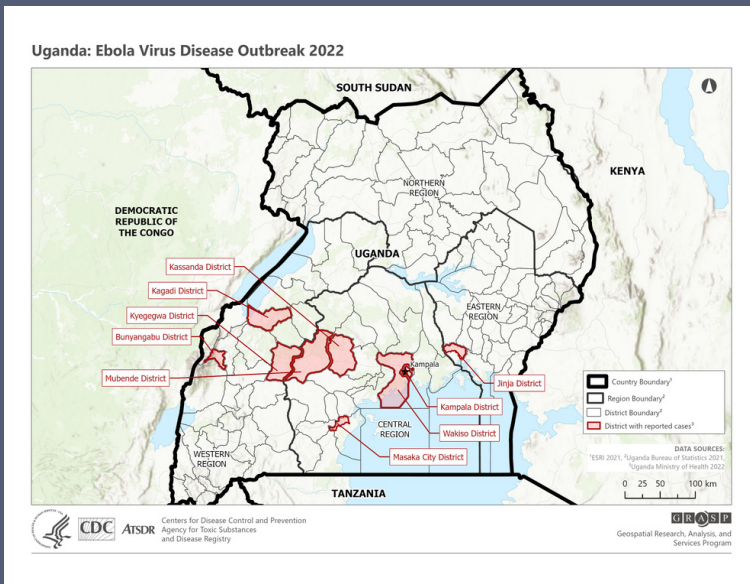 Uganda: Ebola Virus Disease Outbreak 2022
SOUTH SUDAN
KENYA
NORTHERN
REGION
DEMOCRATIC
REPUBLIC OF
THE CONGO
UGANDA
Kassanda District
Kagadi District
Kyegegwa District
Bunyangabu District
Mubende District
EASTERN
REGION
Kampala
Jinja District
Kampala District
Wakiso District
CENTRAL
REGION
Masaka City District
WESTERN
REGION
TANZANIA
Country Boundary¹
Region Boundary²
District Boundary²
District with reported cases³
DATA SOURCES:
¹ESRI 2021, ²Uganda Bureau of Statistics 2021,
³Uganda Ministry of Health 2022
0 25 50 100 km
CDC
ATSDR
Centers for Disease Control and Prevention
Agency for Toxic Substances
and Disease Registry
GRASP
Geospatial Research, Analysis, and
Services Program